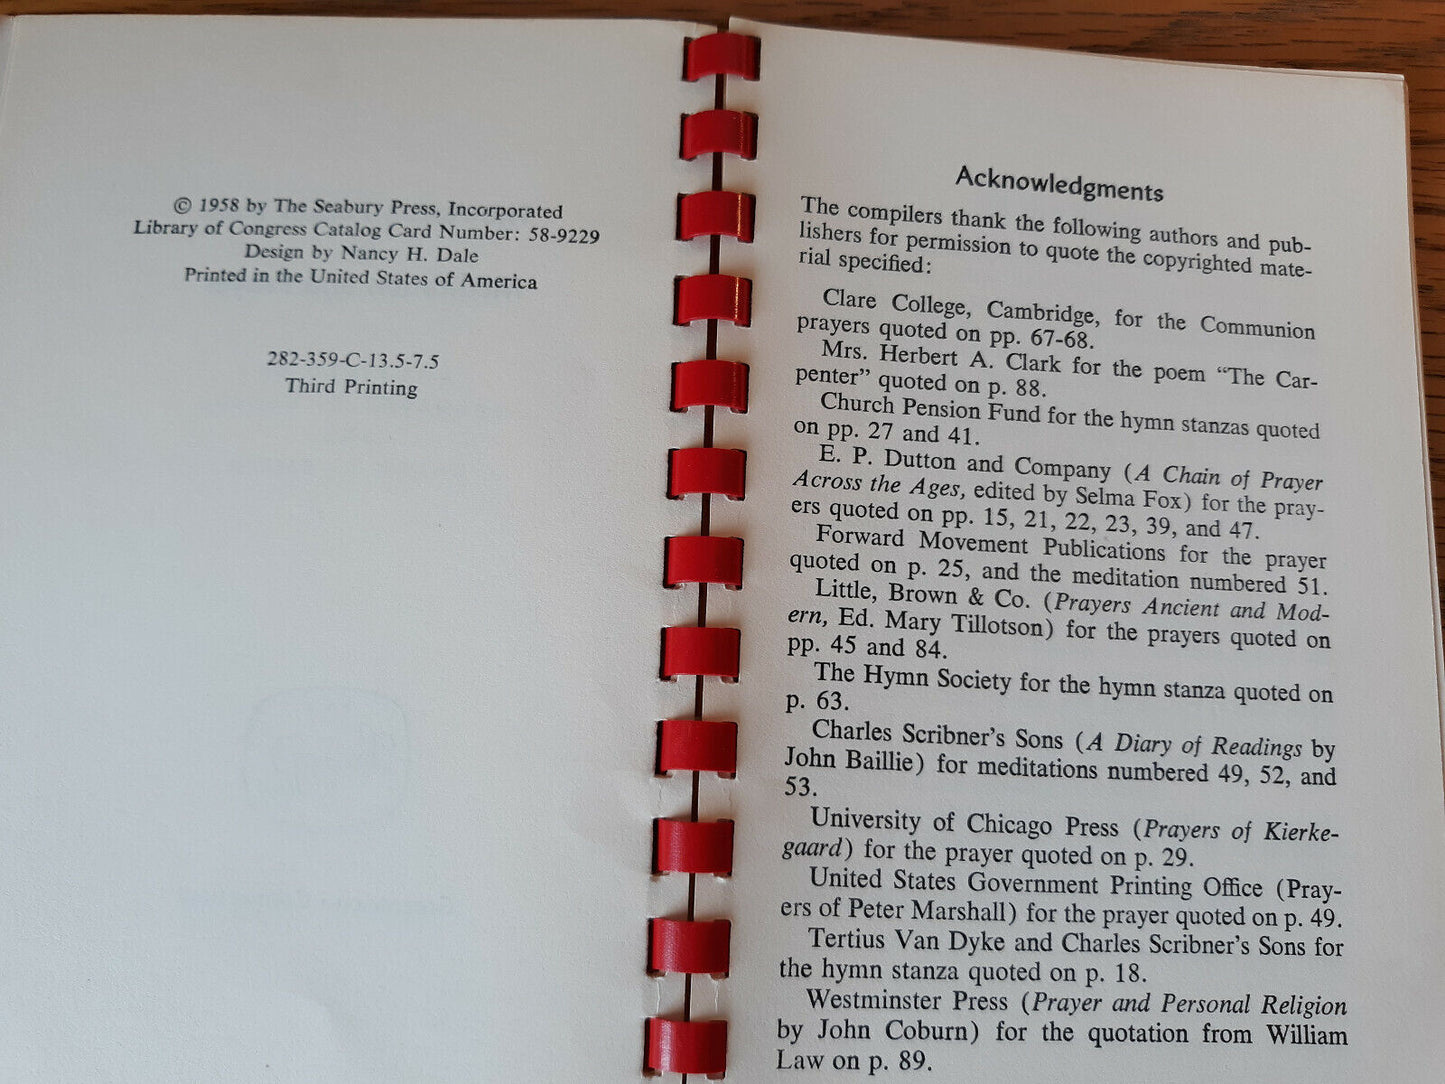 © 1958 by The Seabury Press, Incorporated
Library of Congress Catalog Card Number: 58-9229
Design by Nancy H. Dale
Printed in the United States of America
282-359-C-13.5-7.5
Third Printing
Acknowledgments
The compilers thank the following authors and pub-
lishers for permission to quote the copyrighted mate-
rial specified:
Clare College, Cambridge, for the Communion
prayers quoted on pp. 67-68.
Mrs. Herbert A. Clark for the poem “The Car-
penter” quoted on p. 88.
Church Pension Fund for the hymn stanzas quoted
on pp. 27 and 41.
E. P. Dutton and Company (A Chain of Prayer
Across the Ages, edited by Selma Fox) for the pray-
ers quoted on pp. 15, 21, 22, 23, 39, and 47.
Forward Movement Publications for the prayer
quoted on p. 25, and the meditation numbered 51.
Little, Brown & Co. (Prayers Ancient and Mod-
ern, Ed. Mary Tillotson) for the prayers quoted on
pp. 45 and 84.
The Hymn Society for the hymn stanza quoted on
p. 63.
Charles Scribner’s Sons (A Diary of Readings by
John Baillie) for meditations numbered 49, 52, and
53.
University of Chicago Press (Prayers of Kierke-
gaard) for the prayer quoted on p. 29.
United States Government Printing Office (Pray-
ers of Peter Marshall) for the prayer quoted on p. 49.
Tertius Van Dyke and Charles Scribner’s Sons for
the hymn stanza quoted on p. 18.
Westminster Press (Prayer and Personal Religion
by John Coburn) for the quotation from William
Law on p. 89.